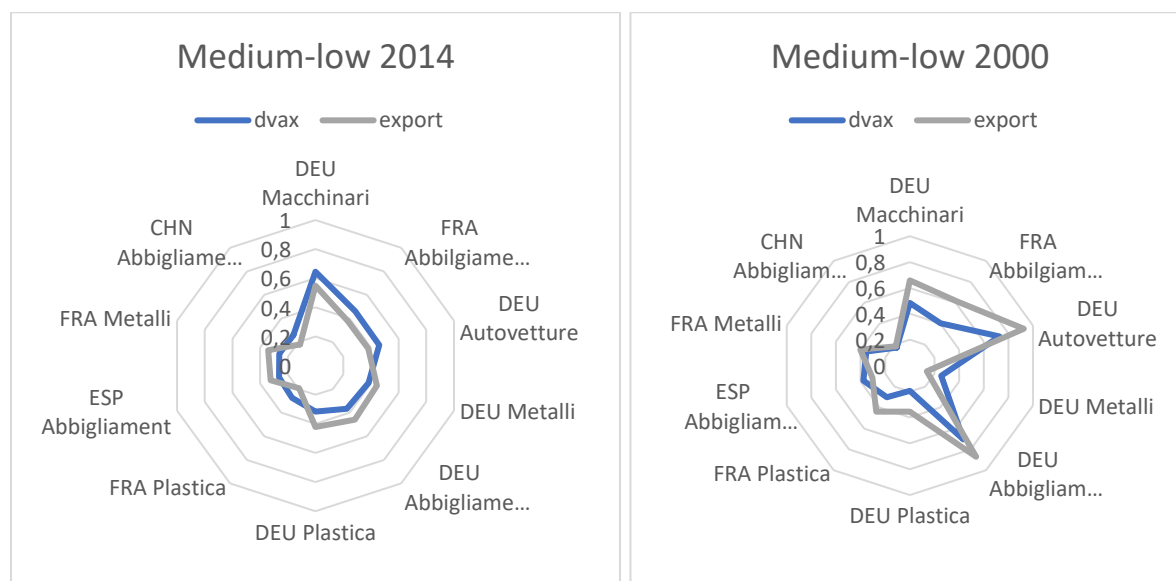 Medium-low 2014
dvax export
DEU
Macchinari
FRA
Abbilgiame...
DEU
Autovetture
DEU Metalli
DEU
Abbigliame...
DEU Plastica
FRA Plastica
ESP
Abbigliament
FRA Metalli
CHN
Abbigliame...
1
0,8
0,6
0,4
0,2
0
Medium-low 2000
dvax export
DEU
Macchinari
FRA
Abbilgiam...
DEU
Autovetture
DEU Metalli
DEU
Abbigliam...
DEU Plastica
FRA Plastica
ESP
Abbigliam...
FRA Metalli
CHN
Abbigliam...
1
0,8
0,6
0,4
0,2
0